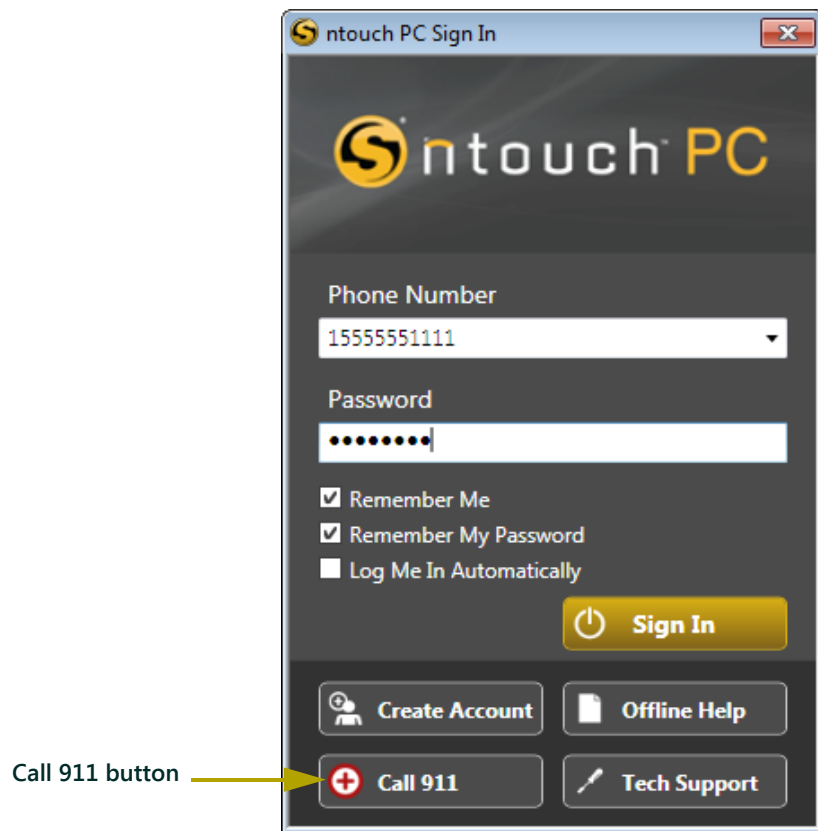 ntouch PC Sign In
ntouch™ PC
Phone Number
15555551111
Password
••••••••
Remember Me
Remember My Password
Log Me In Automatically
Sign In
Create Account
Offline Help
Call 911 button
Call 911
Tech Support